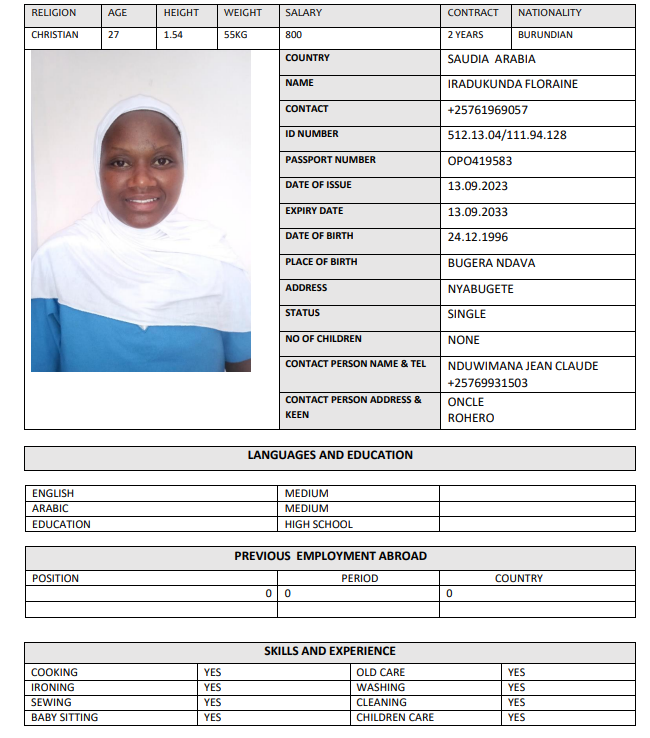 RELIGION AGE HEIGHT WEIGHT SALARY CONTRACT NATIONALITY
CHRISTIAN 27 1.54 55KG 800 2 YEARS BURUNDIAN
COUNTRY SAUDIA ARABIA
NAME IRADUKUNDA FLORAINE
CONTACT +25761969057
ID NUMBER 512.13.04/111.94.128
PASSPORT NUMBER OPO419583
DATE OF ISSUE 13.09.2023
EXPIRY DATE 13.09.2033
DATE OF BIRTH 24.12.1996
PLACE OF BIRTH BUGERA NDAVA
ADDRESS NYABUGETE
STATUS SINGLE
NO OF CHILDREN NONE
CONTACT PERSON NAME & TEL NDUWIMANA JEAN CLAUDE
+25769931503
CONTACT PERSON ADDRESS & ONCLE
KEEN ROHERO
LANGUAGES AND EDUCATION
ENGLISH MEDIUM
ARABIC MEDIUM
EDUCATION HIGH SCHOOL
PREVIOUS EMPLOYMENT ABROAD
POSITION PERIOD COUNTRY
0 0 0
SKILLS AND EXPERIENCE
COOKING YES OLD CARE YES
IRONING YES WASHING YES
SEWING YES CLEANING YES
BABY SITTING YES CHILDREN CARE YES